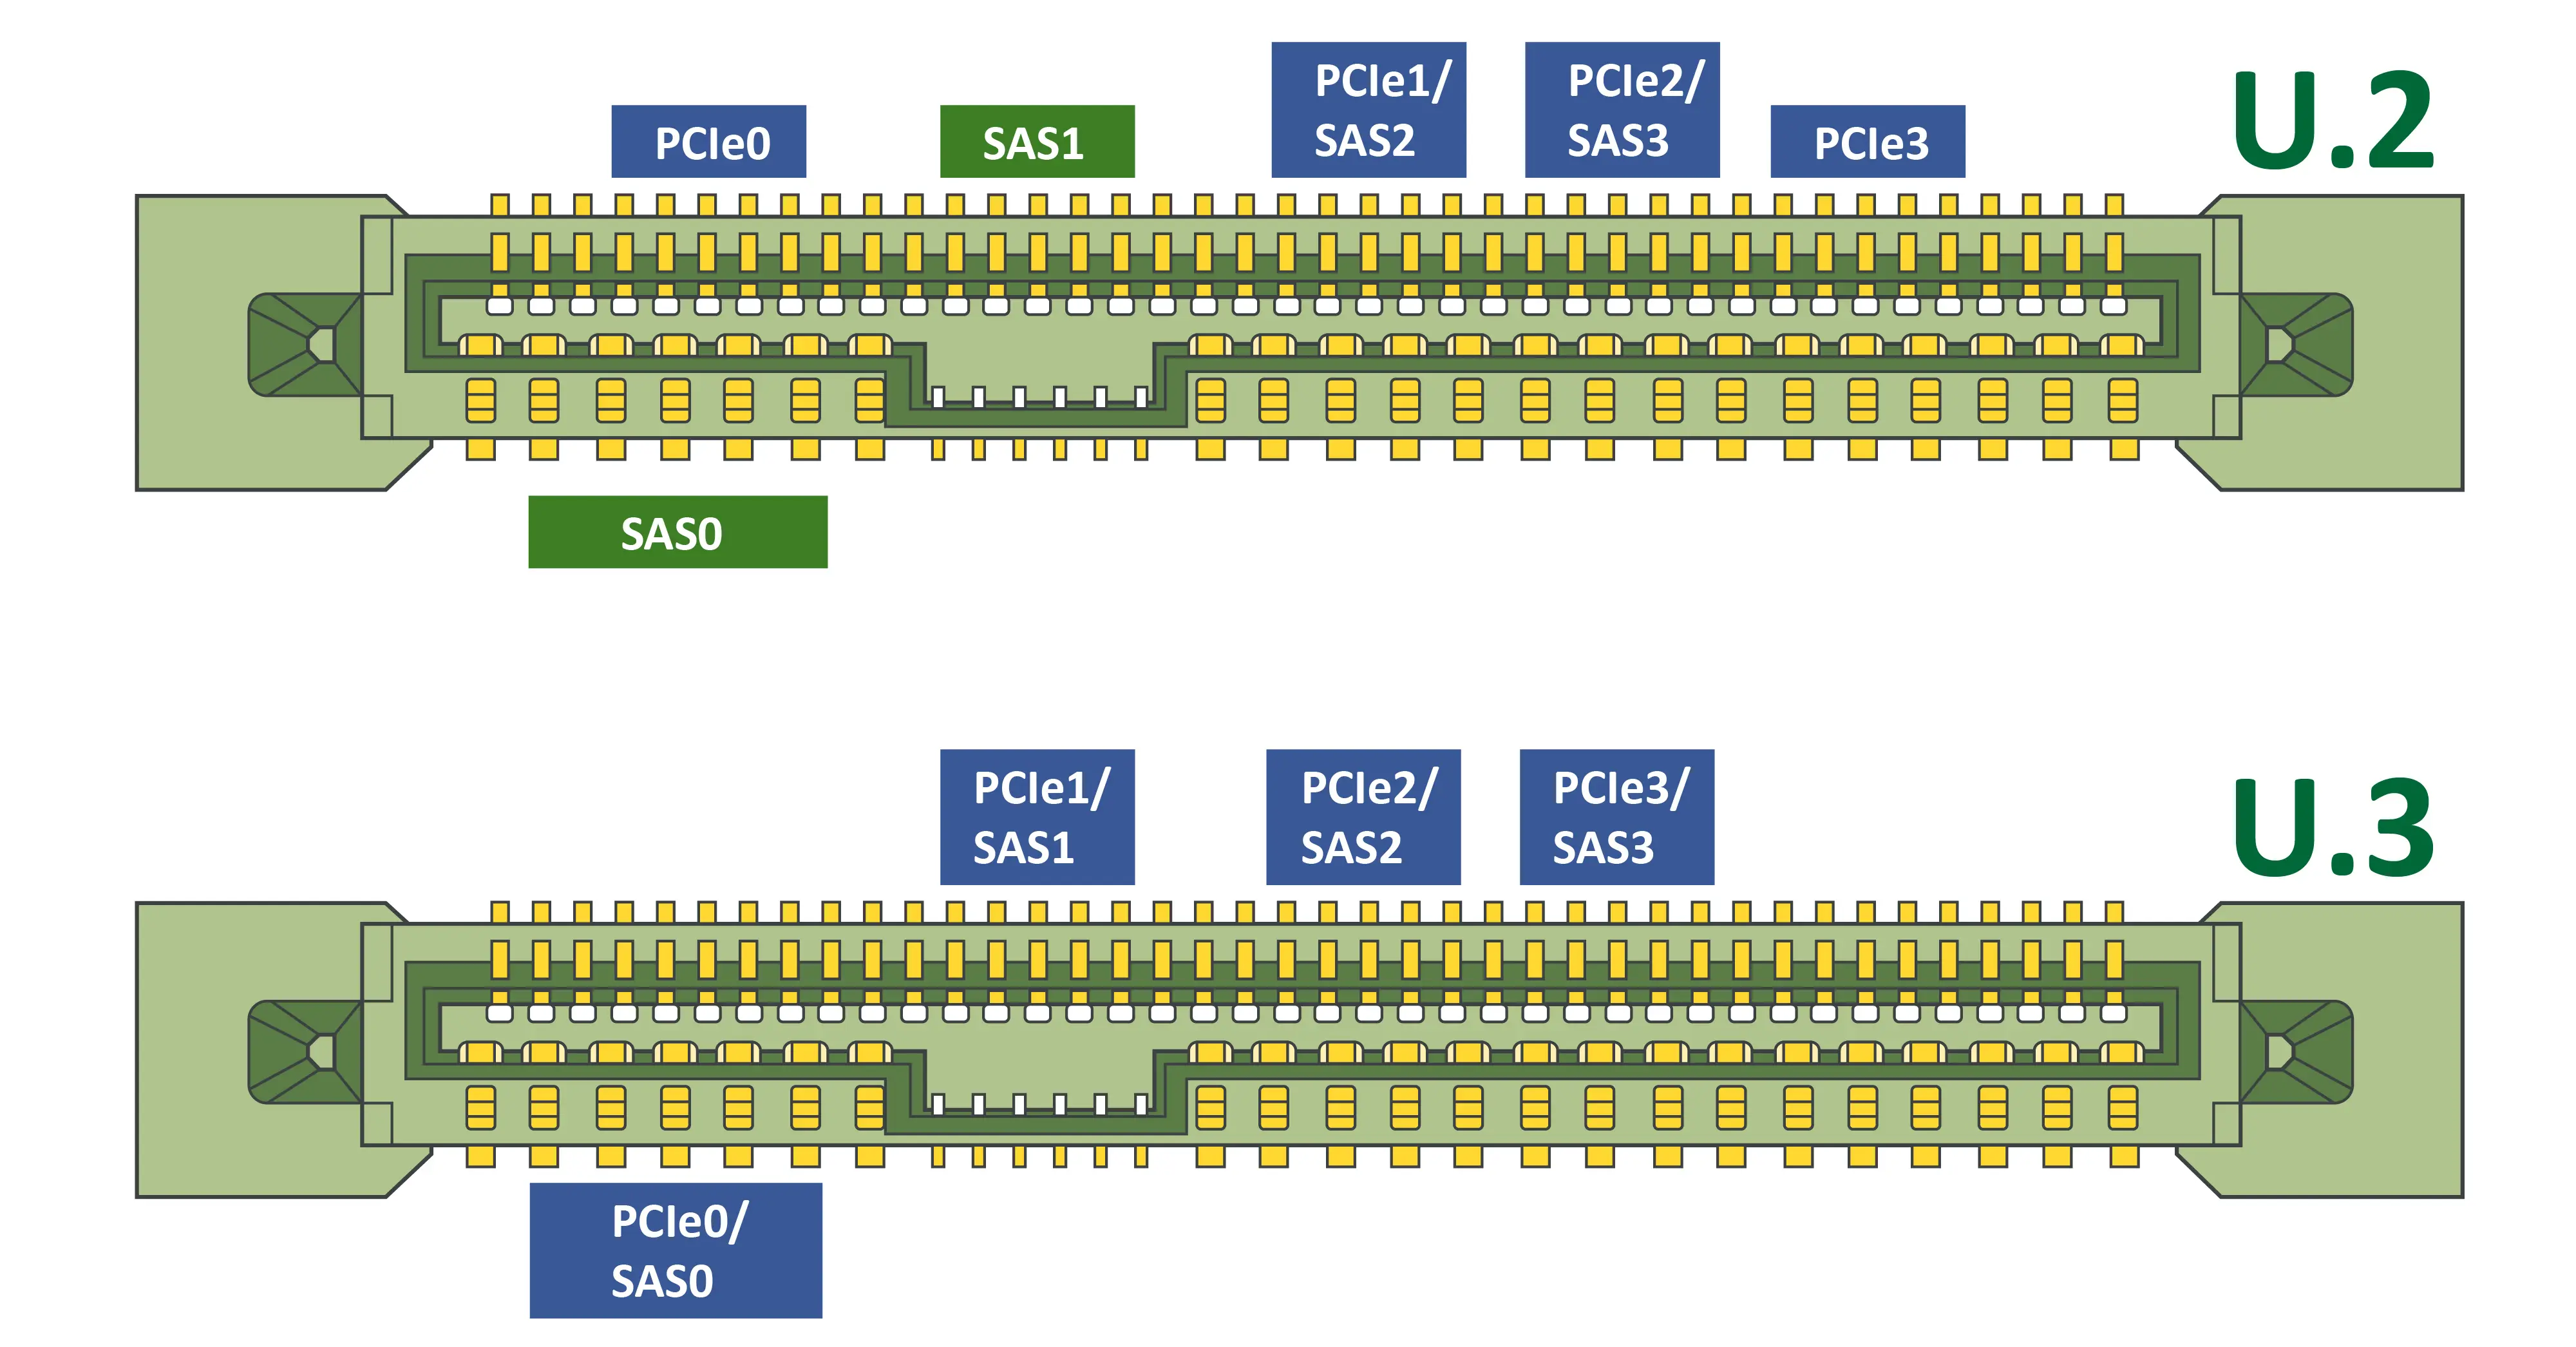 PCIe0
SAS1
PCIe1/
SAS2
PCIe2/
SAS3
PCIe3
U.2
SAS0
PCIe1/
SAS1
PCIe2/
SAS2
PCIe3/
SAS3
U.3
PCIe0/
SAS0